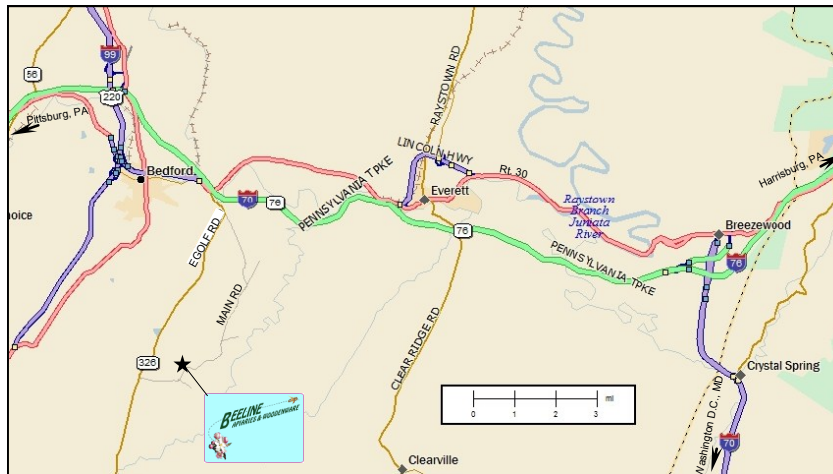 99
56
220
Pittsburg, PA
Bedford
hoice
EGOLF RD
MAIN RD
326
70
76
PENNSYLVANIA TPKE
LINCOLN HWY
RAYSTOWN RD
Everett
Rt. 30
76
Raystown
Branch
Juniata
River
PENNSYLVANIA TPKE
Harrisburg, PA
Breezewood
76
CLEAR RIDGE RD
Clearville
Crystal Spring
Washington D.C., MD
70
0 1 2 3 mi
BEELINE
APIARIES & WOODENWARE